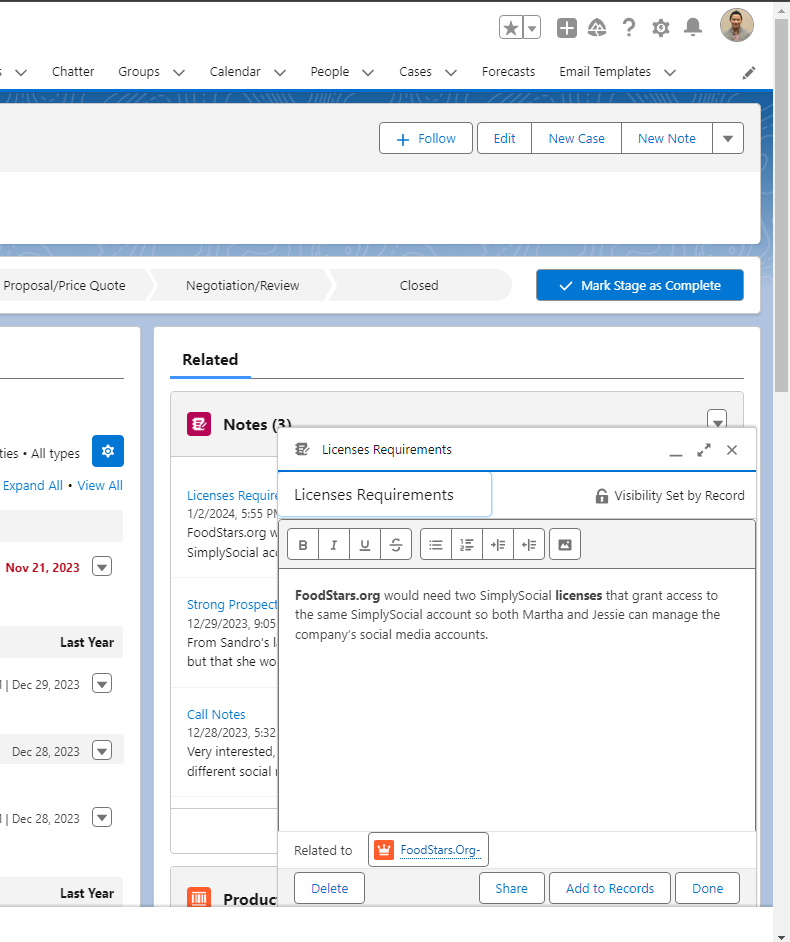 Chatter Groups Calendar People Cases Forecasts Email Templates
Follow Edit New Case New Note
Proposal/Price Quote Negotiation/Review Closed Mark Stage as Complete
Related
ties • All types
Expand All • View All
Nov 21, 2023
Last Year
| Dec 29, 2023
Dec 28, 2023
| Dec 28, 2023
Last Year
Notes (3)
Licenses Require
1/2/2024, 5:55 PM
FoodStars.org w
SimplySocial acc
Strong Prospect
12/29/2023, 9:05
From Sandro's l
but that she wo
Call Notes
12/28/2023, 5:32
Very interested,
different social
Produc
Licenses Requirements
Licenses Requirements
Visibility Set by Record
B I U S
FoodStars.org would need two SimplySocial licenses that grant access to
the same SimplySocial account so both Martha and Jessie can manage the
company's social media accounts.
Related to FoodStars.Org-
Delete Share Add to Records Done